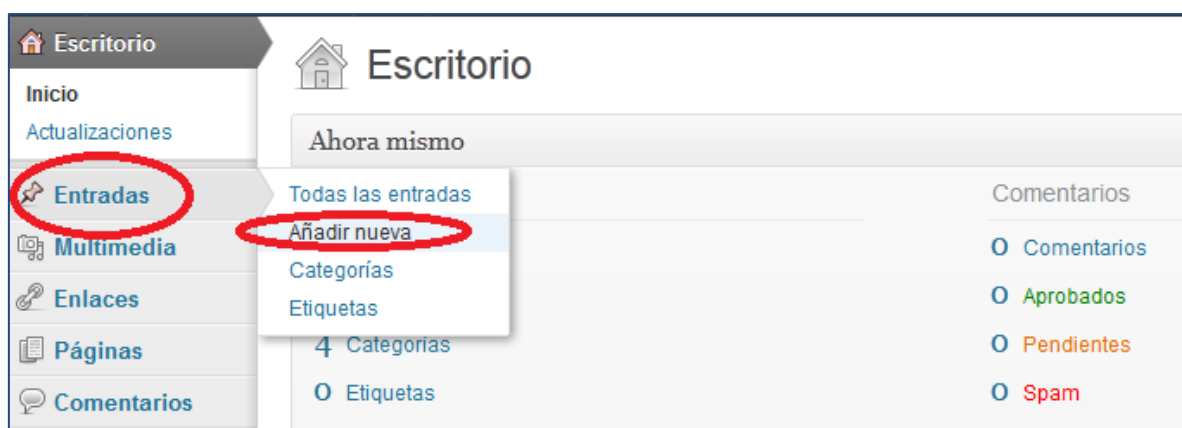 Escritorio
Inicio
Actualizaciones
Entradas
Multimedia
Enlaces
Páginas
Comentarios
Escritorio
Ahora mismo
Todas las entradas
Añadir nueva
Categorías
Etiquetas
4 Categorías
0 Etiquetas
Comentarios
0 Comentarios
0 Aprobados
0 Pendientes
0 Spam